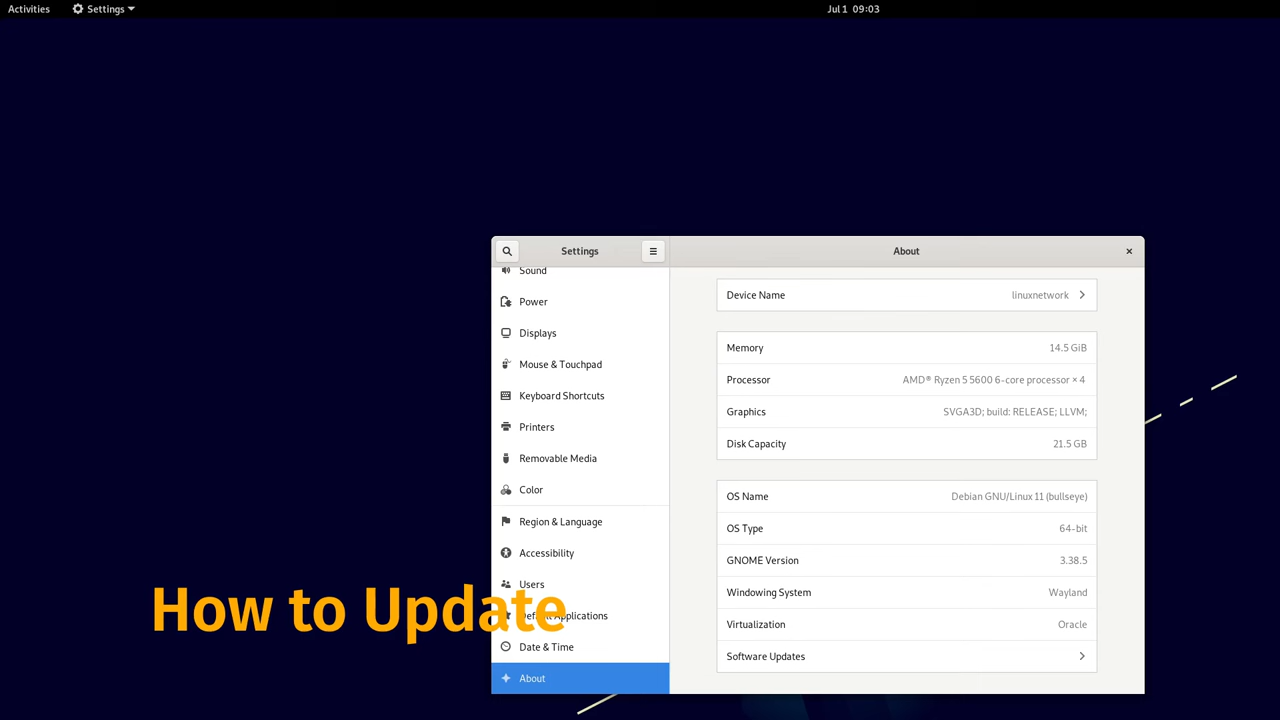 Activities
Settings
Jul 1 09:03
Settings
About
Sound
Power
Displays
Mouse & Touchpad
Keyboard Shortcuts
Printers
Removable Media
Color
Region & Language
Accessibility
Users
Default Applications
Date & Time
About
Device Name linuxnetwork
Memory 14.5 GiB
Processor AMD® Ryzen 5 5600 6-core processor × 4
Graphics SVGA3D; build: RELEASE; LLVM;
Disk Capacity 21.5 GB
OS Name Debian GNU/Linux 11 (bullseye)
OS Type 64-bit
GNOME Version 3.38.5
Windowing System Wayland
Virtualization Oracle
Software Updates
How to Update